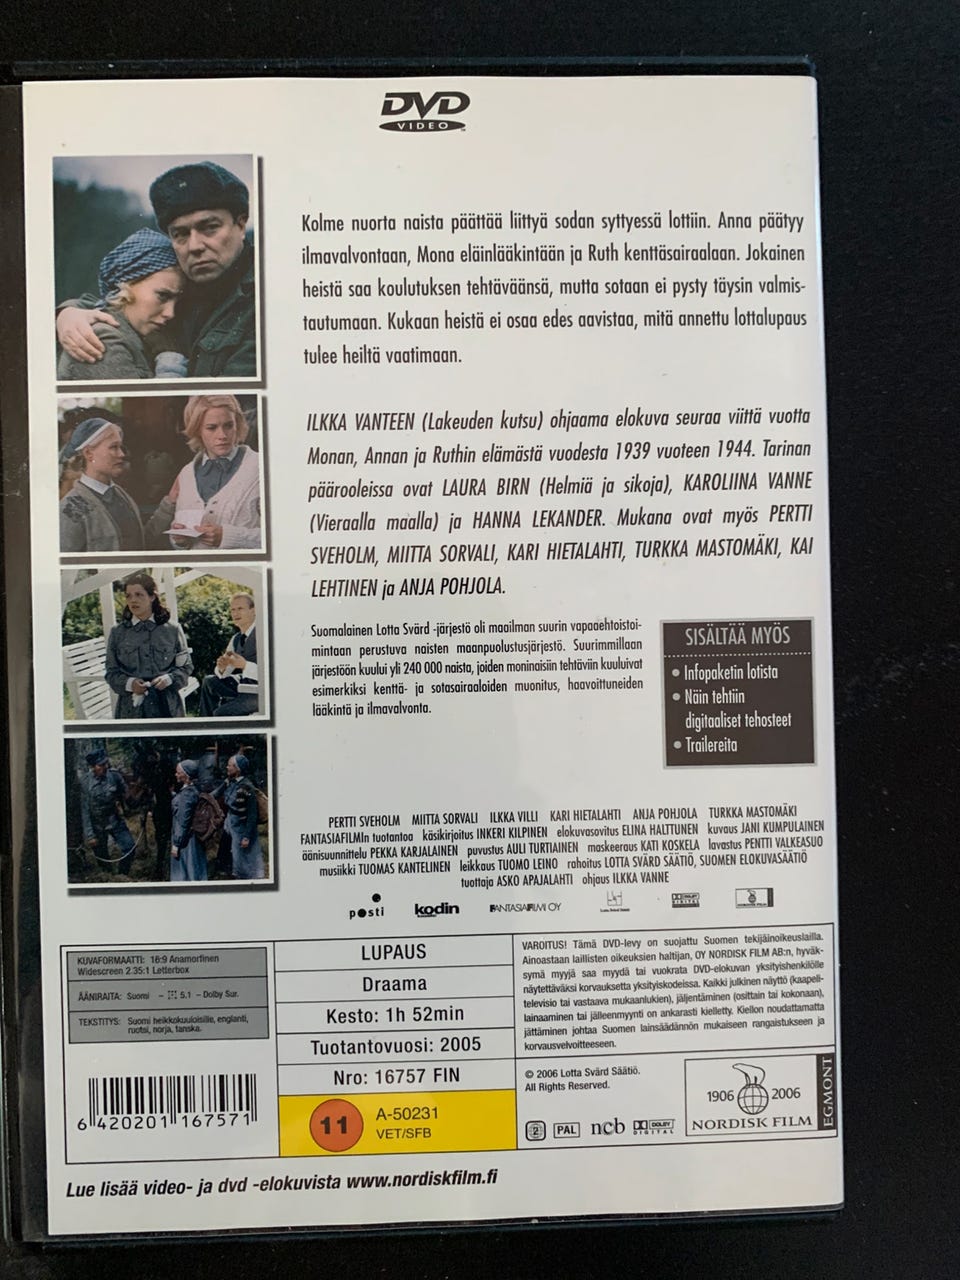 DVD
VIDEO
Kolme nuorta naista päättää liittyä sodan syttyessä lottiin. Anna päätyy
ilmavalvontaan, Mona eläinlääkintään ja Ruth kenttäsairaalaan. Jokainen
heistä saa koulutuksen tehtäväänsä, mutta sotaan ei pysty täysin valmis-
tautumaan. Kukaan heistä ei osaa edes aavistaa, mitä annettu lottalupaus
tulee heiltä vaatimaan.
ILKKA VANTEEN (Lakeuden kutsu) ohjaama elokuva seuraa viittä vuotta
Monan, Annan ja Ruthin elämästä vuodesta 1939 vuoteen 1944. Tarinan
päärooleissa ovat LAURA BIRN (Helmiä ja sikoja), KAROLIINA VANNE
(Vieraalla maalla) ja HANNA LEKANDER. Mukana ovat myös PERTTI
SVEHOLM, MIITTA SORVALI, KARI HIETALAHTI, TURKKA MASTOMÄKI, KAI
LEHTINEN ja ANJA POHJOLA.
Suomalainen Lotta Svärd -järjestö oli maailman suurin vapaaehtoistoi-
mintaan perustuva naisten maanpuolustusjärjestö. Suurimmillaan
järjestöön kuului yli 240 000 naista, joiden moninaisiin tehtäviin kuuluivat
esimerkiksi kenttä- ja sotasairaaloiden muonitus, haavoittuneiden
lääkintä ja ilmavalvonta.
SISÄLTÄÄ MYÖS
• Infopaketin lotista
• Näin tehtiin
digitaaliset tehosteet
• Trailereita
PERTTI SVEHOLM MIITTA SORVALI ILKKA VILLI KARI HIETALAHTI ANJA POHJOLA TURKKA MASTOMÄKI
FANTASIAFILMIn tuotantoa käsikirjoitus INKERI KILPINEN elokuvasovitus ELINA HALTTUNEN kuvaus JANI KUMPULAINEN
äänisuunnittelu PEKKA KARJALAINEN puvustus AULI TURTIAINEN maskeeraus KATI KOSKELA lavastus PENTTI VALKEASUO
musiikki TUOMAS KANTELINEN leikkaus TUOMO LEINO rahoitus LOTTA SVÄRD SÄÄTIÖ, SUOMEN ELOKUVASÄÄTIÖ
tuottaja ASKO APAJALAHTI ohjaus ILKKA VANNE
posti kodin FANTASIAFILMI OY
KUVAFORMAATTI: 16:9 Anamorfinen
Widescreen 2.35:1 Letterbox
ÄÄNIRAITA: Suomi – 5.1 – Dolby Sur.
TEKSTITYS: Suomi heikkokuuloisille, englanti,
ruotsi, norja, tanska.
6 420201 167571
LUPAUS
Draama
Kesto: 1h 52min
Tuotantovuosi: 2005
Nro: 16757 FIN
11 A-50231
VET/SFB
VAROITUS! Tämä DVD-levy on suojattu Suomen tekijäinoikeuslailla.
Ainoastaan laillisten oikeuksien haltijan, OY NORDISK FILM AB:n, hyväk-
symä myyjä saa myydä tai vuokrata DVD-elokuvan yksityishenkilölle
näytettäväksi korvauksetta yksityiskodeissa. Kaikki julkinen näyttö (kaapeli-
televisio tai vastaava mukaanlukien), jäljentäminen (osittain tai kokonaan),
lainaaminen tai jälleenmyynti on ankarasti kielletty. Kiellon noudattamatta
jättäminen johtaa Suomen lainsäädännön mukaiseen rangaistukseen ja
korvausvelvoitteeseen.
© 2006 Lotta Svärd Säätiö.
All Rights Reserved.
2 PAL ncb DOLBY
DIGITAL
1906 2006
NORDISK FILM
EGMONT
Lue lisää video- ja dvd -elokuvista www.nordiskfilm.fi